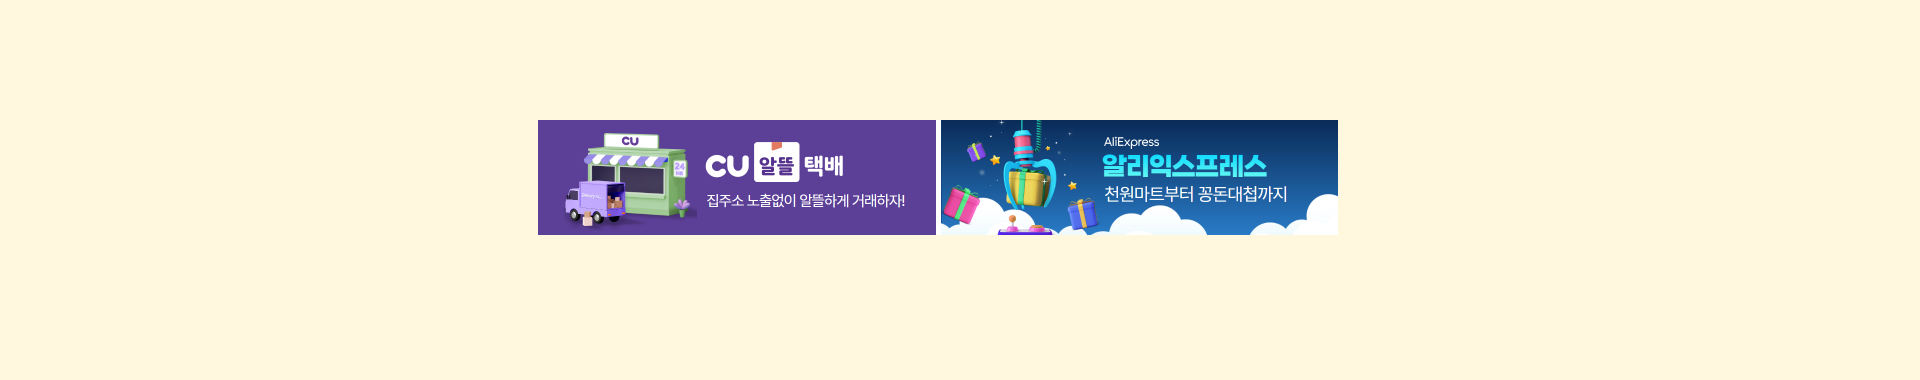 CU
24
CU 알뜰 택배
집주소 노출없이 알뜰하게 거래하자!
AliExpress
알리익스프레스
천원마트부터 꽁돈대첩까지